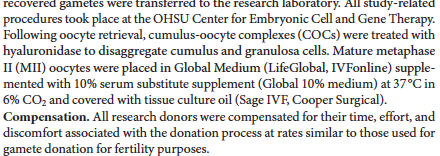 recovered gametes were transferred to the research laboratory. All study-related
procedures took place at the OHSU Center for Embryonic Cell and Gene Therapy.
Following oocyte retrieval, cumulus-oocyte complexes (COCs) were treated with
hyaluronidase to disaggregate cumulus and granulosa cells. Mature metaphase
II (MII) oocytes were placed in Global Medium (LifeGlobal, IVFonline) supple-
mented with 10% serum substitute supplement (Global 10% medium) at 37 °C in
6% CO2 and covered with tissue culture oil (Sage IVF, Cooper Surgical).
Compensation. All research donors were compensated for their time, effort, and
discomfort associated with the donation process at rates similar to those used for
gamete donation for fertility purposes.